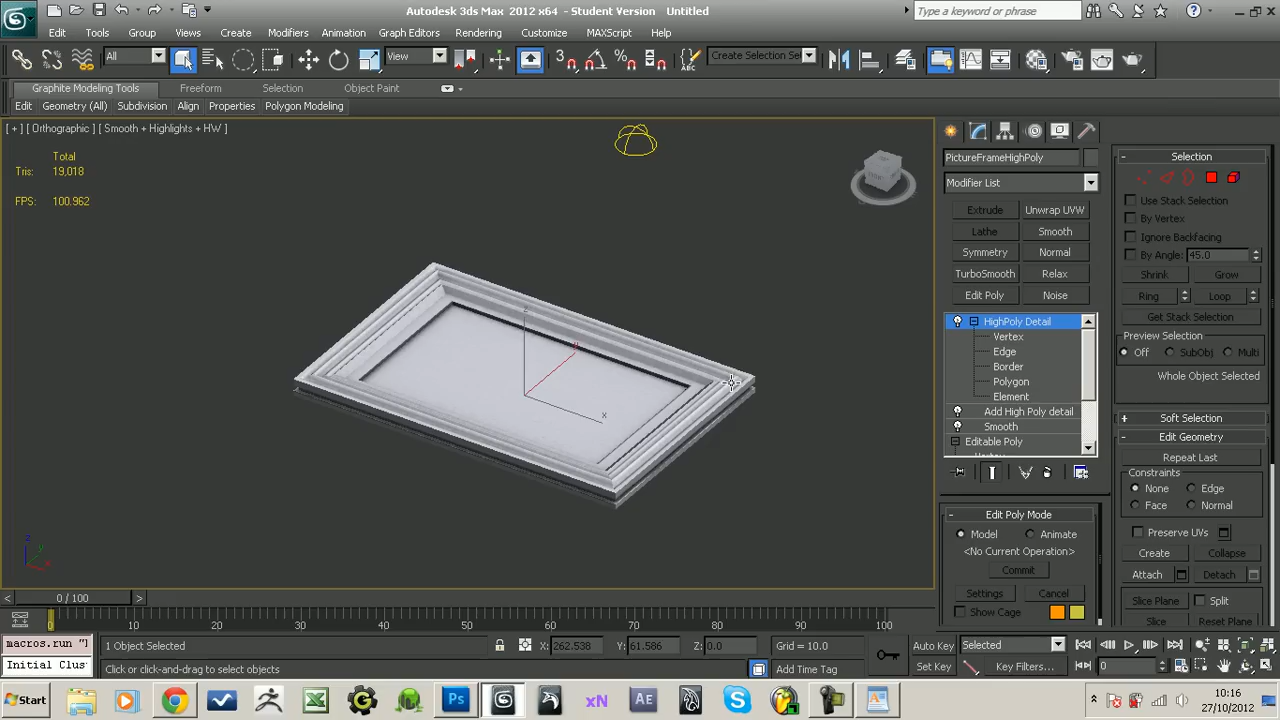 Autodesk 3ds Max 2012 x64 - Student Version Untitled
Type a keyword or phrase
Edit Tools Group Views Create Modifiers Animation Graph Editors Rendering Customize MAXScript Help
All View Create Selection Se
Graphite Modeling Tools Freeform Selection Object Paint
Edit Geometry (All) Subdivision Align Properties Polygon Modeling
[ + ] [ Orthographic ] [ Smooth + Highlights + HW ]
Total
Tris: 19,018
FPS: 100.962
z
y
x
z
y
x
PictureFrameHighPoly
Modifier List
Extrude Unwrap UVW
Lathe Smooth
Symmetry Normal
TurboSmooth Relax
Edit Poly Noise
HighPoly Detail
Vertex
Edge
Border
Polygon
Element
Add High Poly detail
Smooth
Editable Poly
Edit Poly Mode
Model Animate
<No Current Operation>
Commit
Settings Cancel
Show Cage
Selection
Use Stack Selection
By Vertex
Ignore Backfacing
By Angle: 45.0
Shrink Grow
Ring Loop
Get Stack Selection
Preview Selection
Off SubObj Multi
Whole Object Selected
Soft Selection
Edit Geometry
Repeat Last
Constraints
None Edge
Face Normal
Preserve UVs
Create Collapse
Attach Detach
Slice Plane Split
Slice Reset Plane
0 / 100
0 10 20 30 40 50 60 70 80 90 100
macros.run "]
Initial Clus
1 Object Selected
X: 262.538 Y: 61.586 Z: 0.0
Grid = 10.0
Click or click-and-drag to select objects
Add Time Tag
Auto Key Selected
Set Key Key Filters...
0
Start
Ps
xN
AE
10:16
27/10/2012